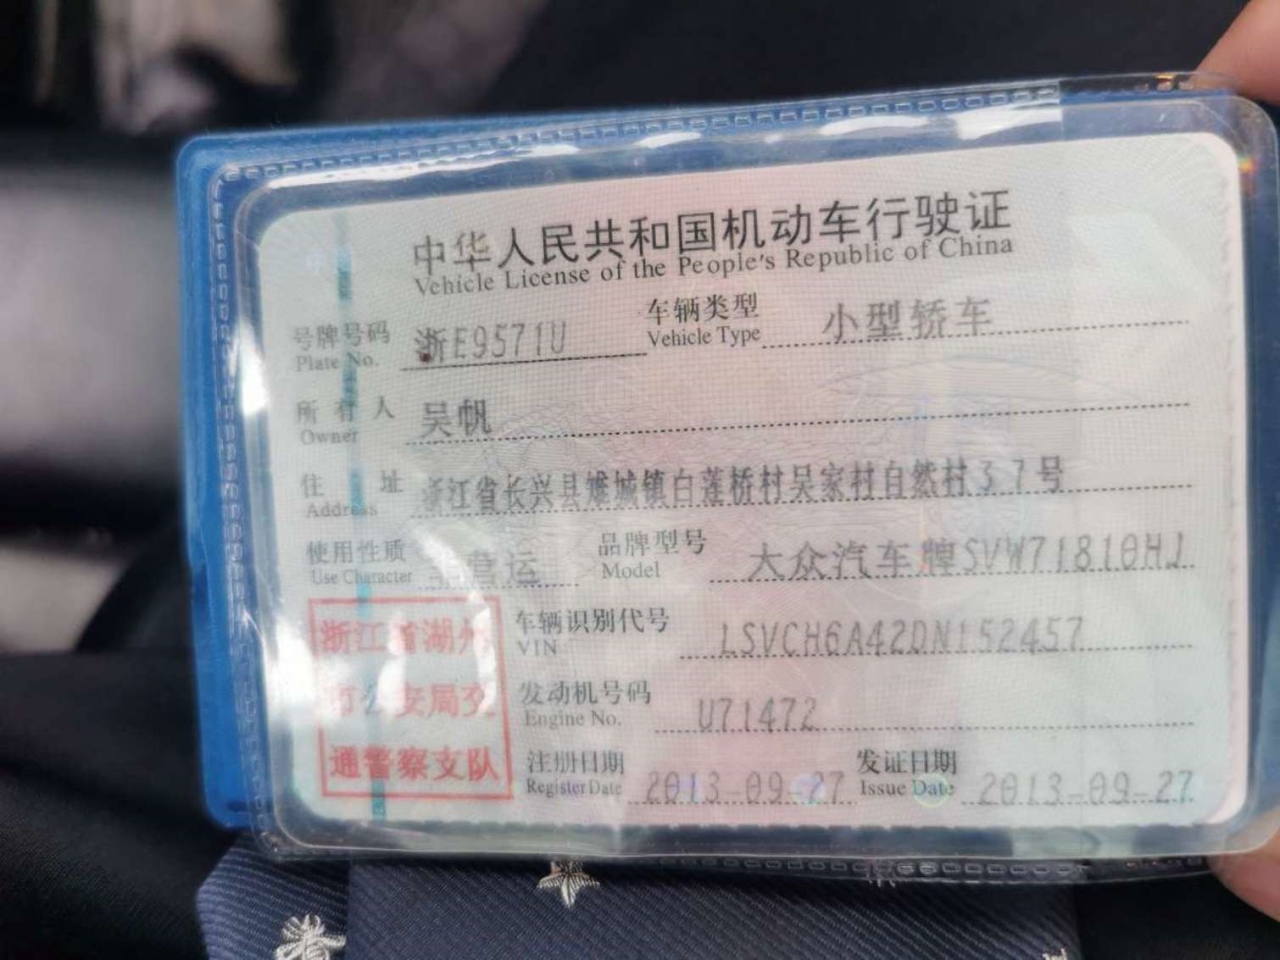 中华人民共和国机动车行驶证
Vehicle License of the People's Republic of China
号牌号码 浙E9571U 车辆类型 小型轿车
Plate No. Vehicle Type
所有人 吴帆
Owner
住址 浙江省长兴县雉城镇白莲桥村吴家村自然村37号
Address
使用性质 非营运 品牌型号 大众汽车牌SVW71810HJ
Use Character Model
浙江省湖州
市公安局交
通警察支队
车辆识别代号 LSVCH6A42DN152457
VIN
发动机号码 U71472
Engine No.
注册日期 2013-09-27 发证日期 2013-09-27
Register Date Issue Date